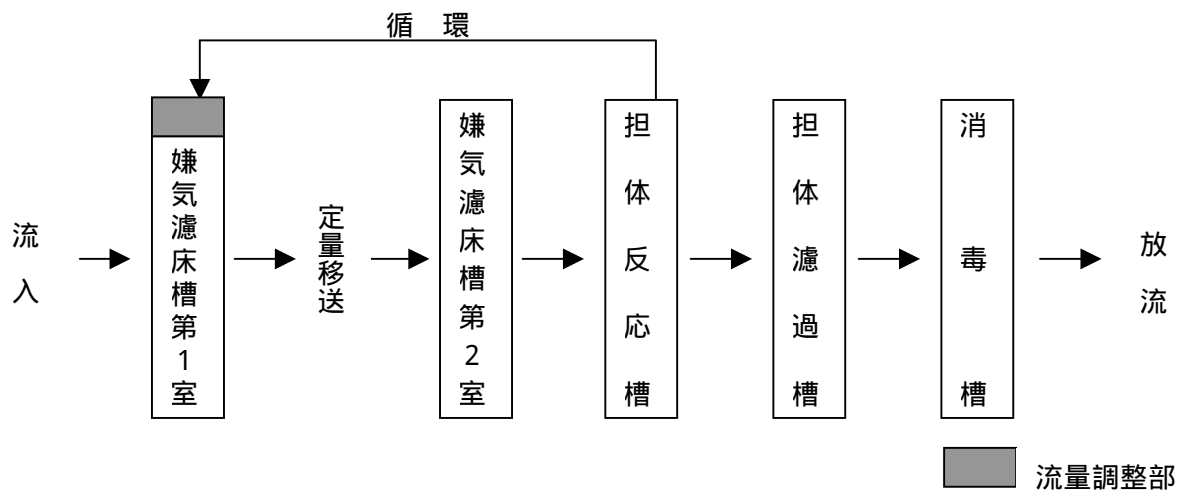 循 環
流入
嫌気濾床槽第1室
定量移送
嫌気濾床槽第2室
担体反応槽
担体濾過槽
消毒槽
放流
流量調整部